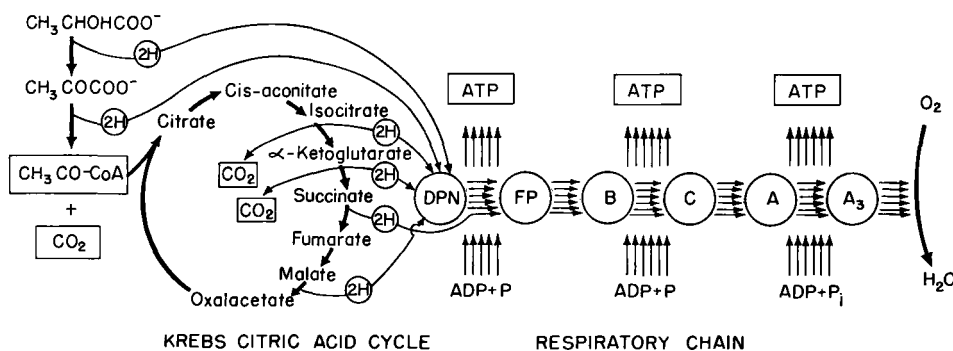 CH₃CHOHCOO⁻
2H
CH₃COCOO⁻
2H
CH₃CO-CoA
+
CO₂
Citrate
Cis-aconitate
Isocitrate
2H
CO₂
α-Ketoglutarate
2H
CO₂
Succinate
2H
Fumarate
Malate
2H
Oxalacetate
ATP
ATP
ATP
O₂
DPN
FP
B
C
A
A₃
ADP+P
ADP+P
ADP+Pᵢ
H₂O
KREBS CITRIC ACID CYCLE
RESPIRATORY CHAIN